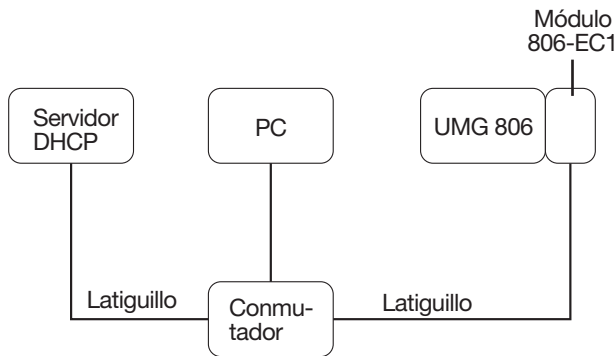 Módulo
806-EC1
Servidor
DHCP
PC
UMG 806
Latiguillo
Conmu-
tador
Latiguillo